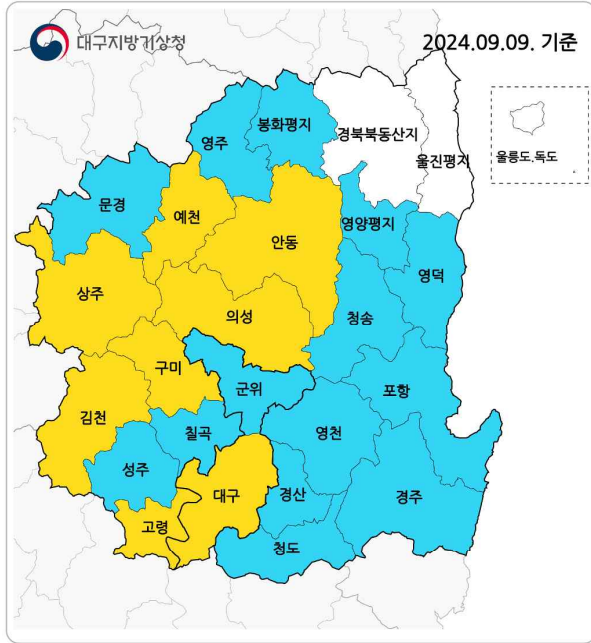 대구지방기상청
2024.09.09. 기준
봉화평지
영주
경북북동산지
울진평지
울릉도.독도
문경
예천
영양평지
안동
영덕
상주
의성
청송
구미
군위
포항
김천
칠곡
영천
성주
대구
경산
경주
고령
청도